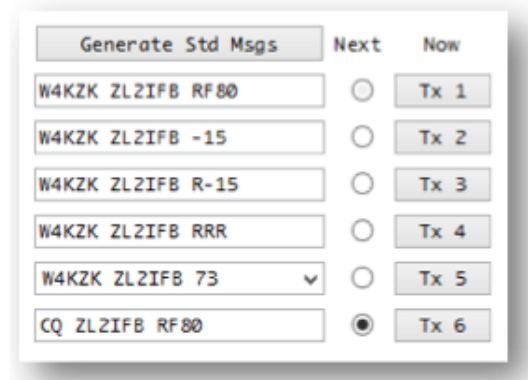 Generate Std Msgs Next Now
W4KZK ZL2IFB RF80 Tx 1
W4KZK ZL2IFB -15 Tx 2
W4KZK ZL2IFB R-15 Tx 3
W4KZK ZL2IFB RRR Tx 4
W4KZK ZL2IFB 73 Tx 5
CQ ZL2IFB RF80 Tx 6